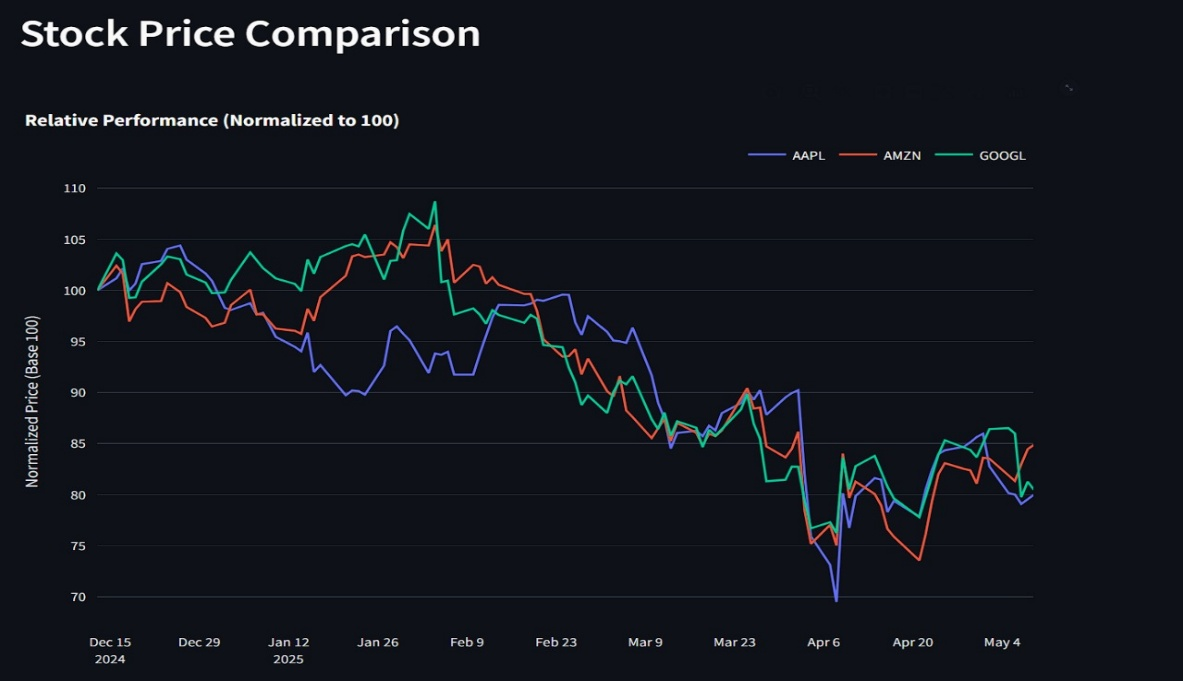 Stock Price Comparison
Relative Performance (Normalized to 100)
AAPL AMZN GOOGL
Normalized Price (Base 100)
110
105
100
95
90
85
80
75
70
Dec 15 Dec 29 Jan 12 Jan 26 Feb 9 Feb 23 Mar 9 Mar 23 Apr 6 Apr 20 May 4
2024 2025